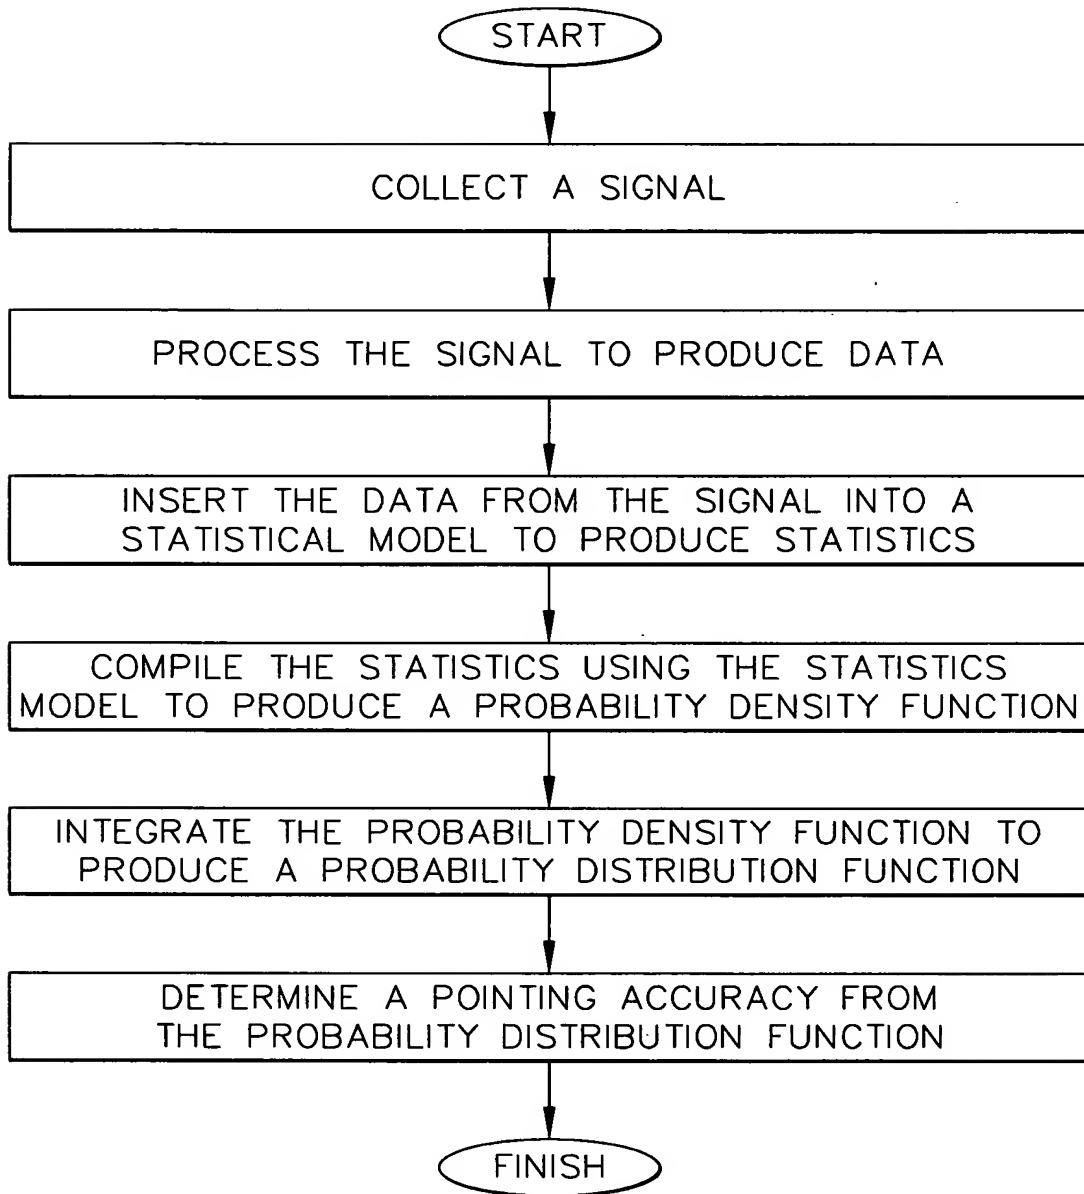 START
COLLECT A SIGNAL
PROCESS THE SIGNAL TO PRODUCE DATA
INSERT THE DATA FROM THE SIGNAL INTO A
STATISTICAL MODEL TO PRODUCE STATISTICS
COMPILE THE STATISTICS USING THE STATISTICS
MODEL TO PRODUCE A PROBABILITY DENSITY FUNCTION
INTEGRATE THE PROBABILITY DENSITY FUNCTION TO
PRODUCE A PROBABILITY DISTRIBUTION FUNCTION
DETERMINE A POINTING ACCURACY FROM
THE PROBABILITY DISTRIBUTION FUNCTION
FINISH